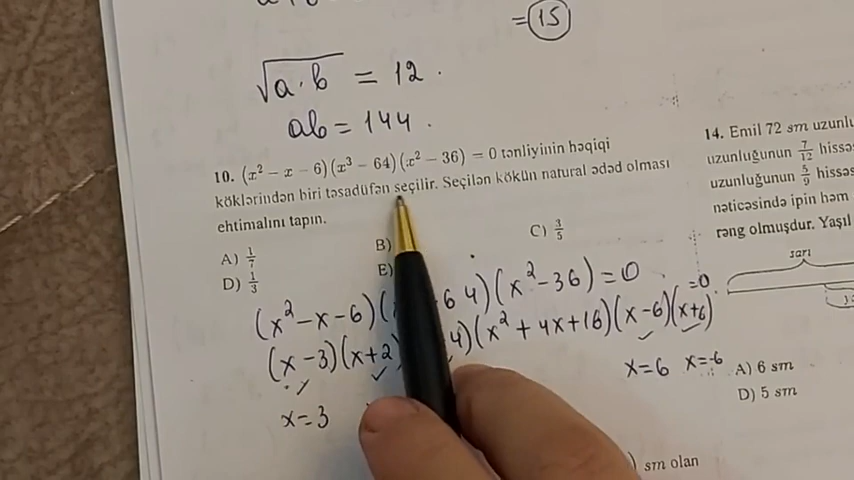 = 15
√a·b = 12.
ab = 144.
10. (x² − x − 6)(x³ − 64)(x² − 36) = 0 tənliyinin həqiqi
köklərindən biri təsadüfən seçilir. Seçilən kökün natural ədəd olması
ehtimalını tapın.
A) 1/7
B)
C) 3/5
D) 1/3
E)
(x² − x − 6)( 64)(x² − 36) = 0
(x − 3)(x + 2) 4)(x² + 4x + 16)(x − 6)(x + 6) = 0
x = 3
x = 6 x = −6
14. Emil 72 sm
uzunluğunun 7/12
uzunluğunun 5/9
nəticəsində ipin həm
rəng olmuşdur. Yaşıl
sarı
A) 6 sm
D) 5 sm
) sm olan